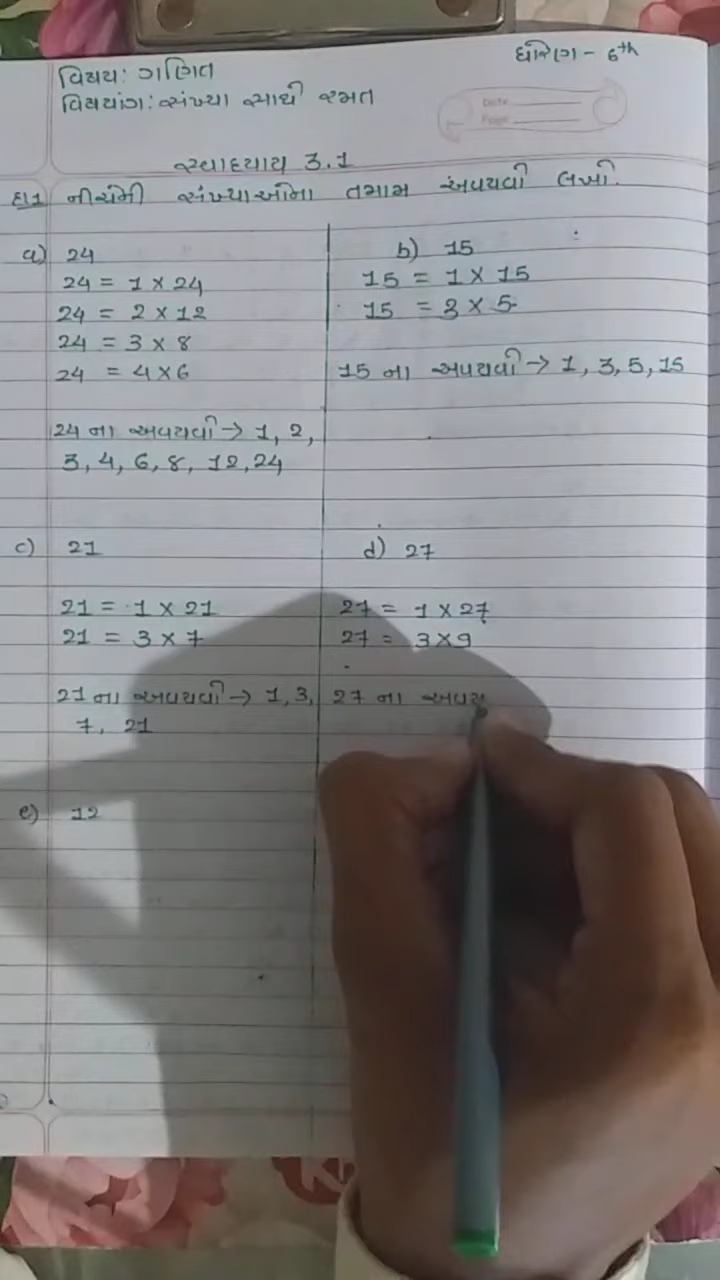 વિષય: ગણિત
ધોરણ - 6th
વિષયાંગ: સંખ્યા સાથે રમત
Date
Page
સ્વાધ્યાય 3.1
દા1 નીચેની સંખ્યાઓના તમામ અવયવો લખો.
a) 24
24 = 1 × 24
24 = 2 × 12
24 = 3 × 8
24 = 4 × 6
24 ના અવયવો → 1, 2,
3, 4, 6, 8, 12, 24
b) 15
15 = 1 × 15
15 = 3 × 5
15 ના અવયવો → 1, 3, 5, 15
c) 21
21 = 1 × 21
21 = 3 × 7
21 ના અવયવો → 1, 3,
7, 21
d) 27
27 = 1 × 27
27 = 3 × 9
27 ના અવય
e) 12